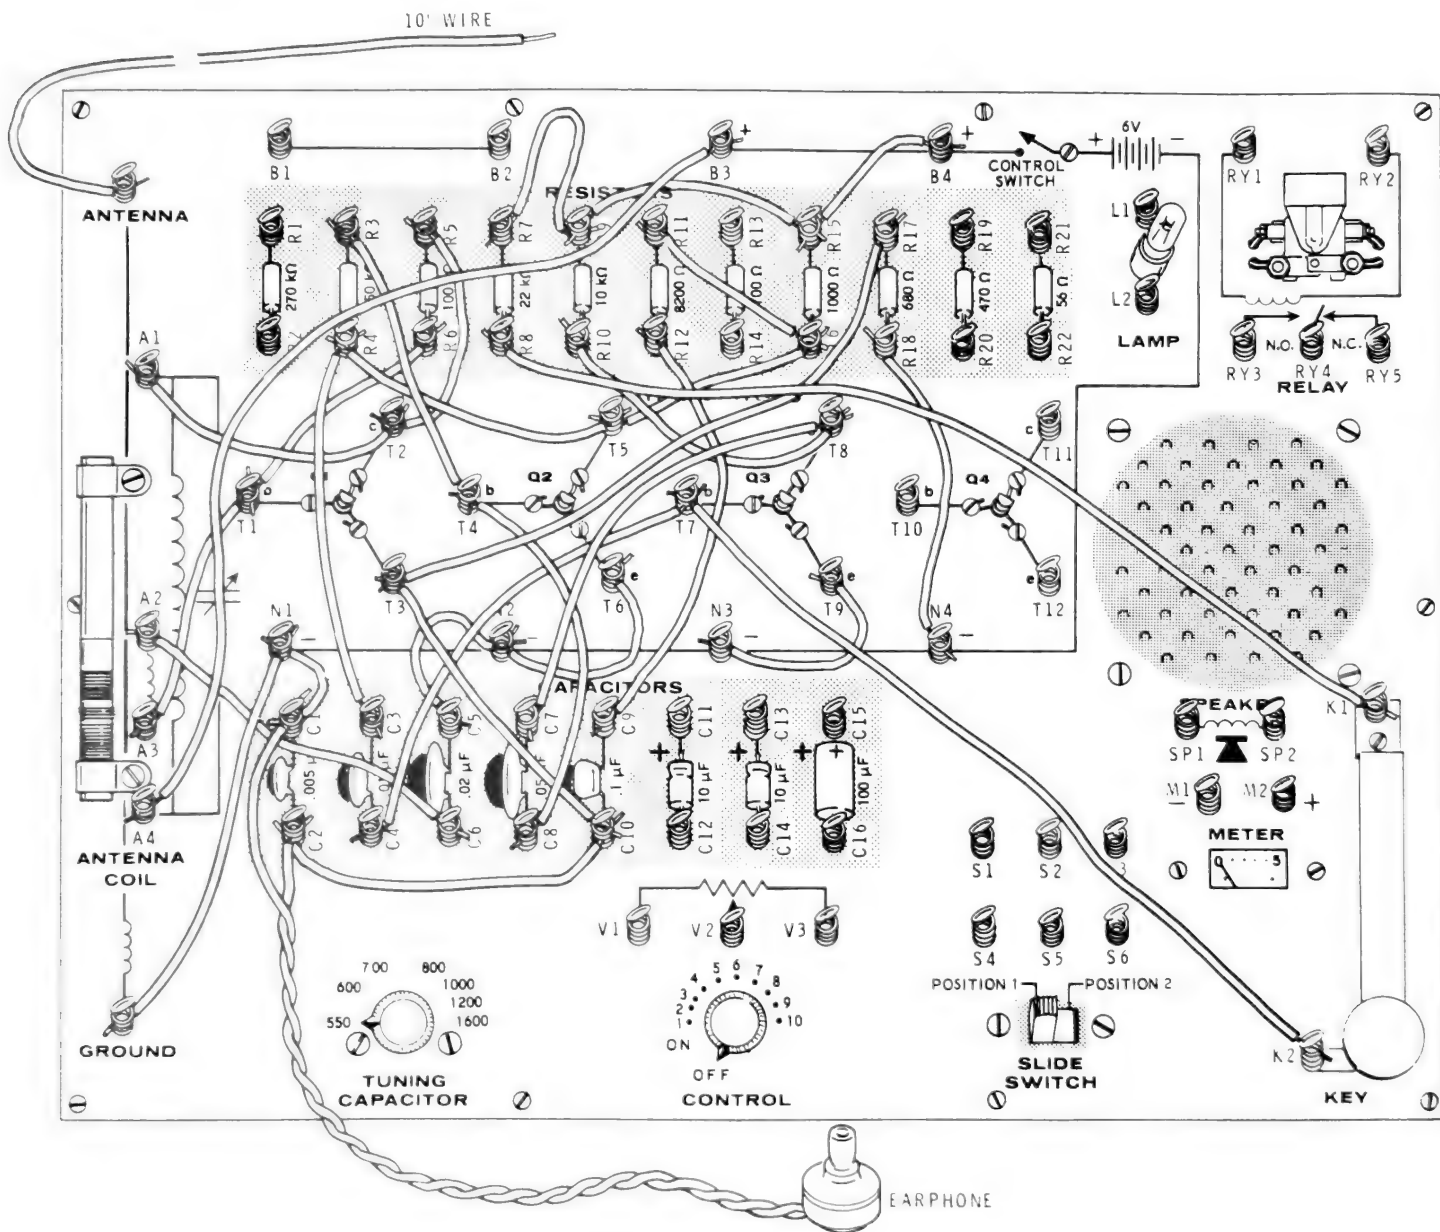 10' WIRE
B1
B2
B3
+
B4
+
CONTROL
SWITCH
+
6V
-
RY1
RY2
ANTENNA
R1
R3
R5
R7
R11
R13
R15
R17
R19
R21
L1
270 kΩ
22 kΩ
10 kΩ
8200 Ω
1000 Ω
680 Ω
470 Ω
56 Ω
L2
LAMP
R4
R6
R8
R10
R12
R14
R18
R20
R22
N.O.
N.C.
RY3
RY4
RY5
RELAY
A1
c
T2
T5
T8
c
T11
T1
b
T4
Q2
T7
Q3
b
T10
Q4
T3
e
T6
e
T9
e
T12
A2
N1
-
-
N3
-
N4
-
A3
C1
C3
C5
C7
C9
C11
C13
C15
SP1
SP2
K1
.02 µF
.1 µF
+
10 µF
+
10 µF
+
+
100 µF
M1
-
M2
+
A4
C2
C4
C6
C8
C10
C12
C14
C16
METER
0
5
ANTENNA
COIL
S1
S2
V1
V2
V3
S4
S5
S6
POSITION 1
POSITION 2
550
600
700
800
1000
1200
1600
ON
1
2
3
4
5
6
7
8
9
10
OFF
GROUND
TUNING
CAPACITOR
CONTROL
SLIDE
SWITCH
K2
KEY
EARPHONE